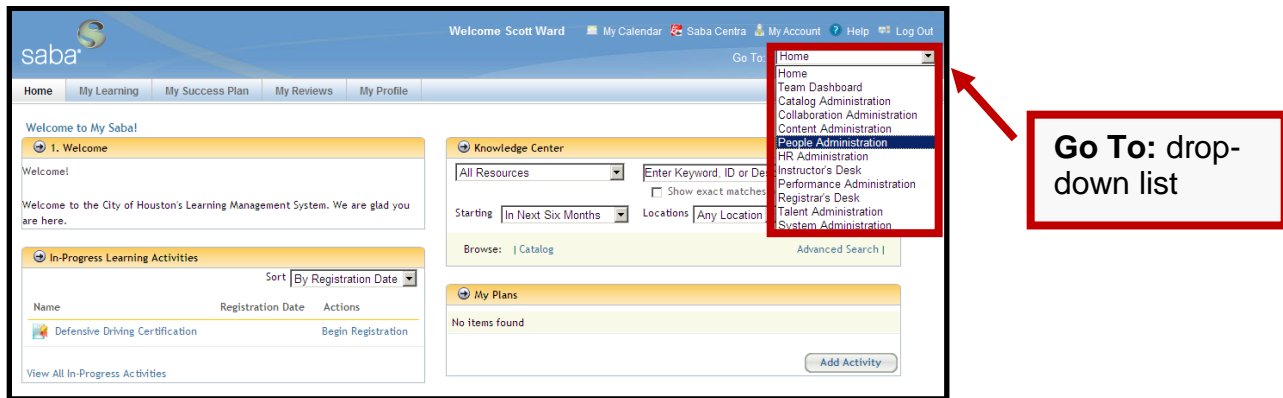 Welcome Scott Ward My Calendar Saba Centra My Account Help Log Out
saba
Go To: Home
Home
Team Dashboard
Catalog Administration
Collaboration Administration
Content Administration
People Administration
HR Administration
Instructor's Desk
Performance Administration
Registrar's Desk
Talent Administration
System Administration
Home My Learning My Success Plan My Reviews My Profile
Welcome to My Saba!
1. Welcome
Welcome!
Welcome to the City of Houston's Learning Management System. We are glad you
are here.
In-Progress Learning Activities
Sort By Registration Date
Name Registration Date Actions
Defensive Driving Certification Begin Registration
View All In-Progress Activities
Knowledge Center
All Resources Enter Keyword, ID or
Show exact matches
Starting In Next Six Months Locations Any Location
Browse: | Catalog Advanced Search |
My Plans
No items found
Add Activity
Go To: drop-
down list